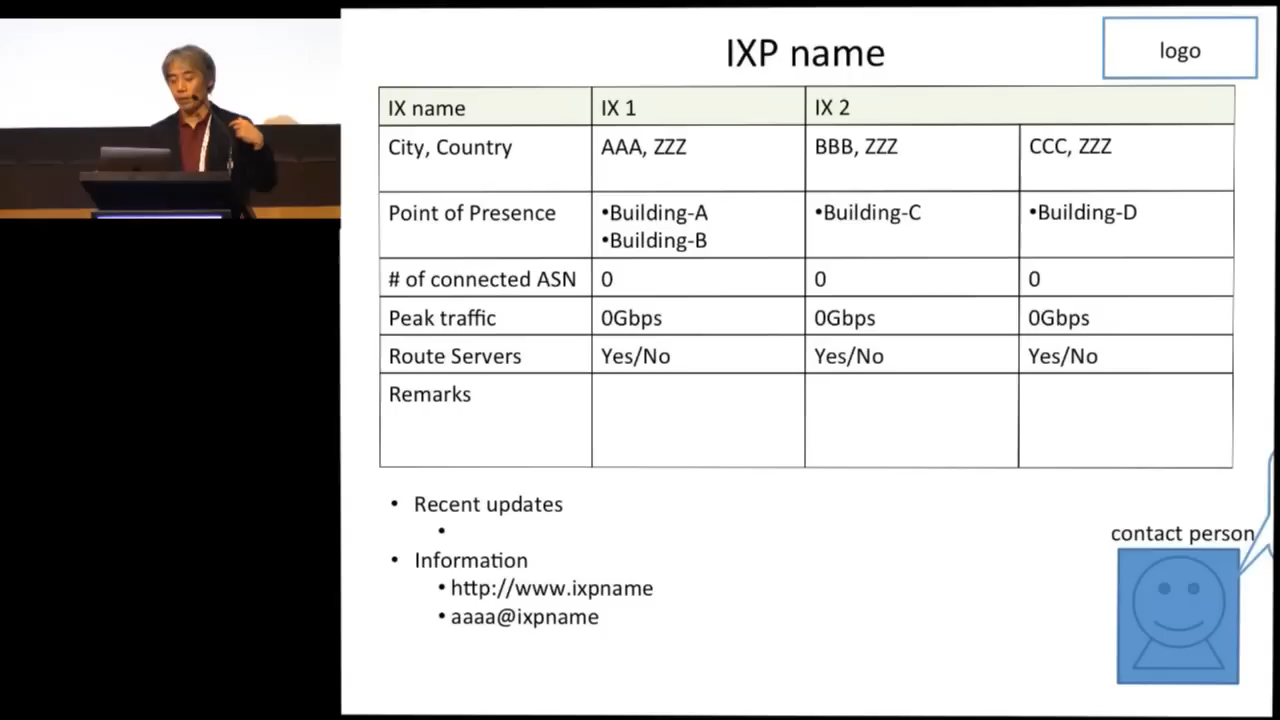 IXP name
logo
IX name IX 1 IX 2
City, Country AAA, ZZZ BBB, ZZZ CCC, ZZZ
Point of Presence •Building-A •Building-C •Building-D
•Building-B
# of connected ASN 0 0 0
Peak traffic 0Gbps 0Gbps 0Gbps
Route Servers Yes/No Yes/No Yes/No
Remarks
• Recent updates
•
• Information
• http://www.ixpname
• aaaa@ixpname
contact person